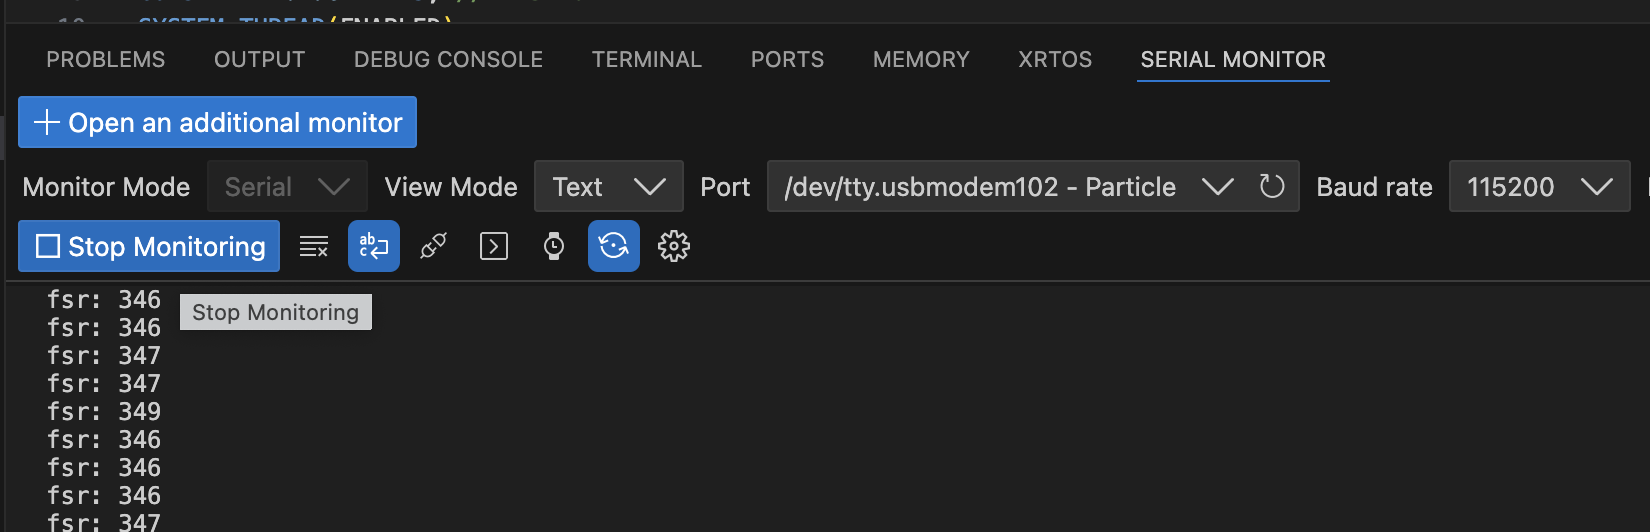 SYSTEM_THREAD(ENABLED)
PROBLEMS OUTPUT DEBUG CONSOLE TERMINAL PORTS MEMORY XRTOS SERIAL MONITOR
Open an additional monitor
Monitor Mode Serial View Mode Text Port /dev/tty.usbmodem102 - Particle Baud rate 115200
Stop Monitoring
fsr: 346
Stop Monitoring
fsr: 346
fsr: 347
fsr: 347
fsr: 349
fsr: 346
fsr: 346
fsr: 346
fsr: 347